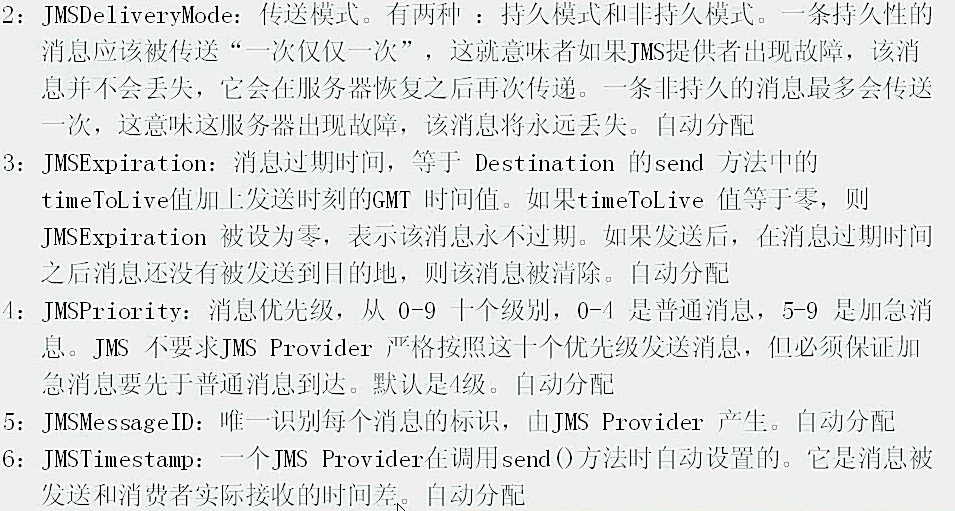 2：JMSDeliveryMode：传送模式。有两种 ：持久模式和非持久模式。一条持久性的
消息应该被传送“一次仅仅一次”，这就意味者如果JMS提供者出现故障，该消
息并不会丢失，它会在服务器恢复之后再次传递。一条非持久的消息最多会传送
一次，这意味这服务器出现故障，该消息将永远丢失。自动分配
3：JMSExpiration：消息过期时间，等于 Destination 的send 方法中的
timeToLive值加上发送时刻的GMT 时间值。如果timeToLive 值等于零，则
JMSExpiration 被设为零，表示该消息永不过期。如果发送后，在消息过期时间
之后消息还没有被发送到目的地，则该消息被清除。自动分配
4：JMSPriority：消息优先级，从 0-9 十个级别，0-4 是普通消息，5-9 是加急消
息。JMS 不要求JMS Provider 严格按照这十个优先级发送消息，但必须保证加
急消息要先于普通消息到达。默认是4级。自动分配
5：JMSMessageID：唯一识别每个消息的标识，由JMS Provider 产生。自动分配
6：JMSTimestamp：一个JMS Provider在调用send()方法时自动设置的。它是消息被
发送和消费者实际接收的时间差。自动分配